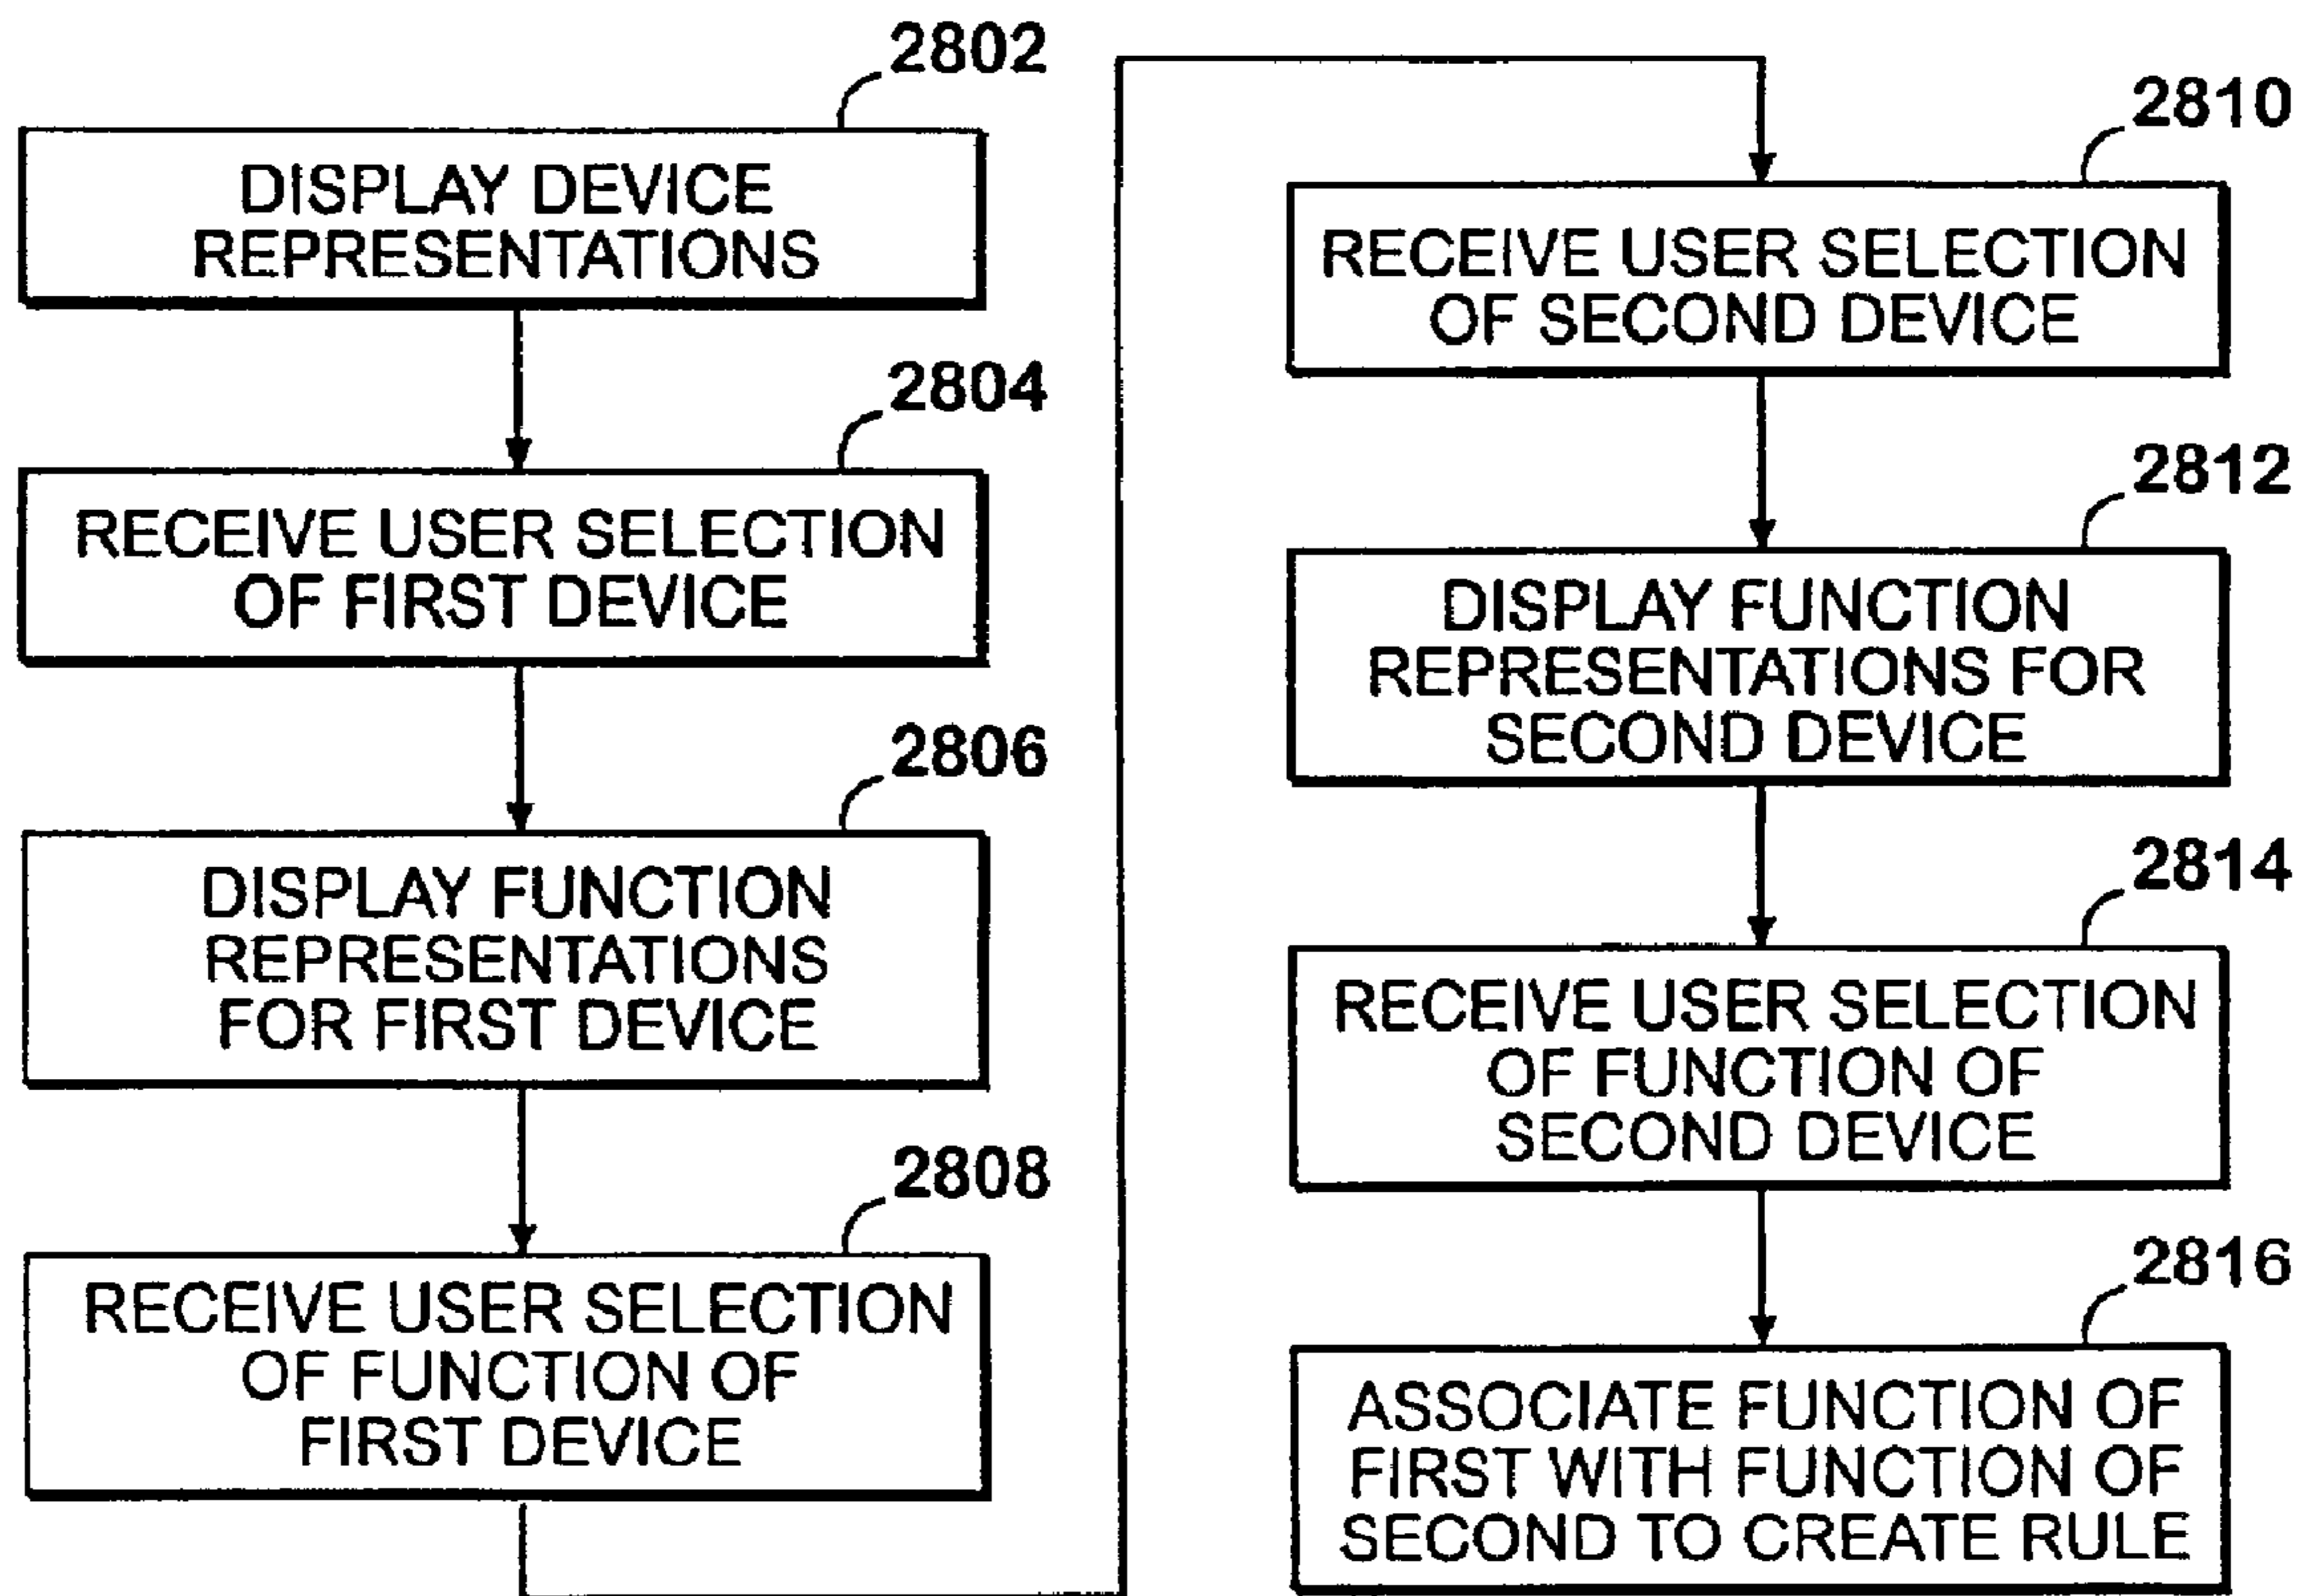 2802
DISPLAY DEVICE
REPRESENTATIONS
2804
RECEIVE USER SELECTION
OF FIRST DEVICE
2806
DISPLAY FUNCTION
REPRESENTATIONS
FOR FIRST DEVICE
2808
RECEIVE USER SELECTION
OF FUNCTION OF
FIRST DEVICE
2810
RECEIVE USER SELECTION
OF SECOND DEVICE
2812
DISPLAY FUNCTION
REPRESENTATIONS FOR
SECOND DEVICE
2814
RECEIVE USER SELECTION
OF FUNCTION OF
SECOND DEVICE
2816
ASSOCIATE FUNCTION OF
FIRST WITH FUNCTION OF
SECOND TO CREATE RULE